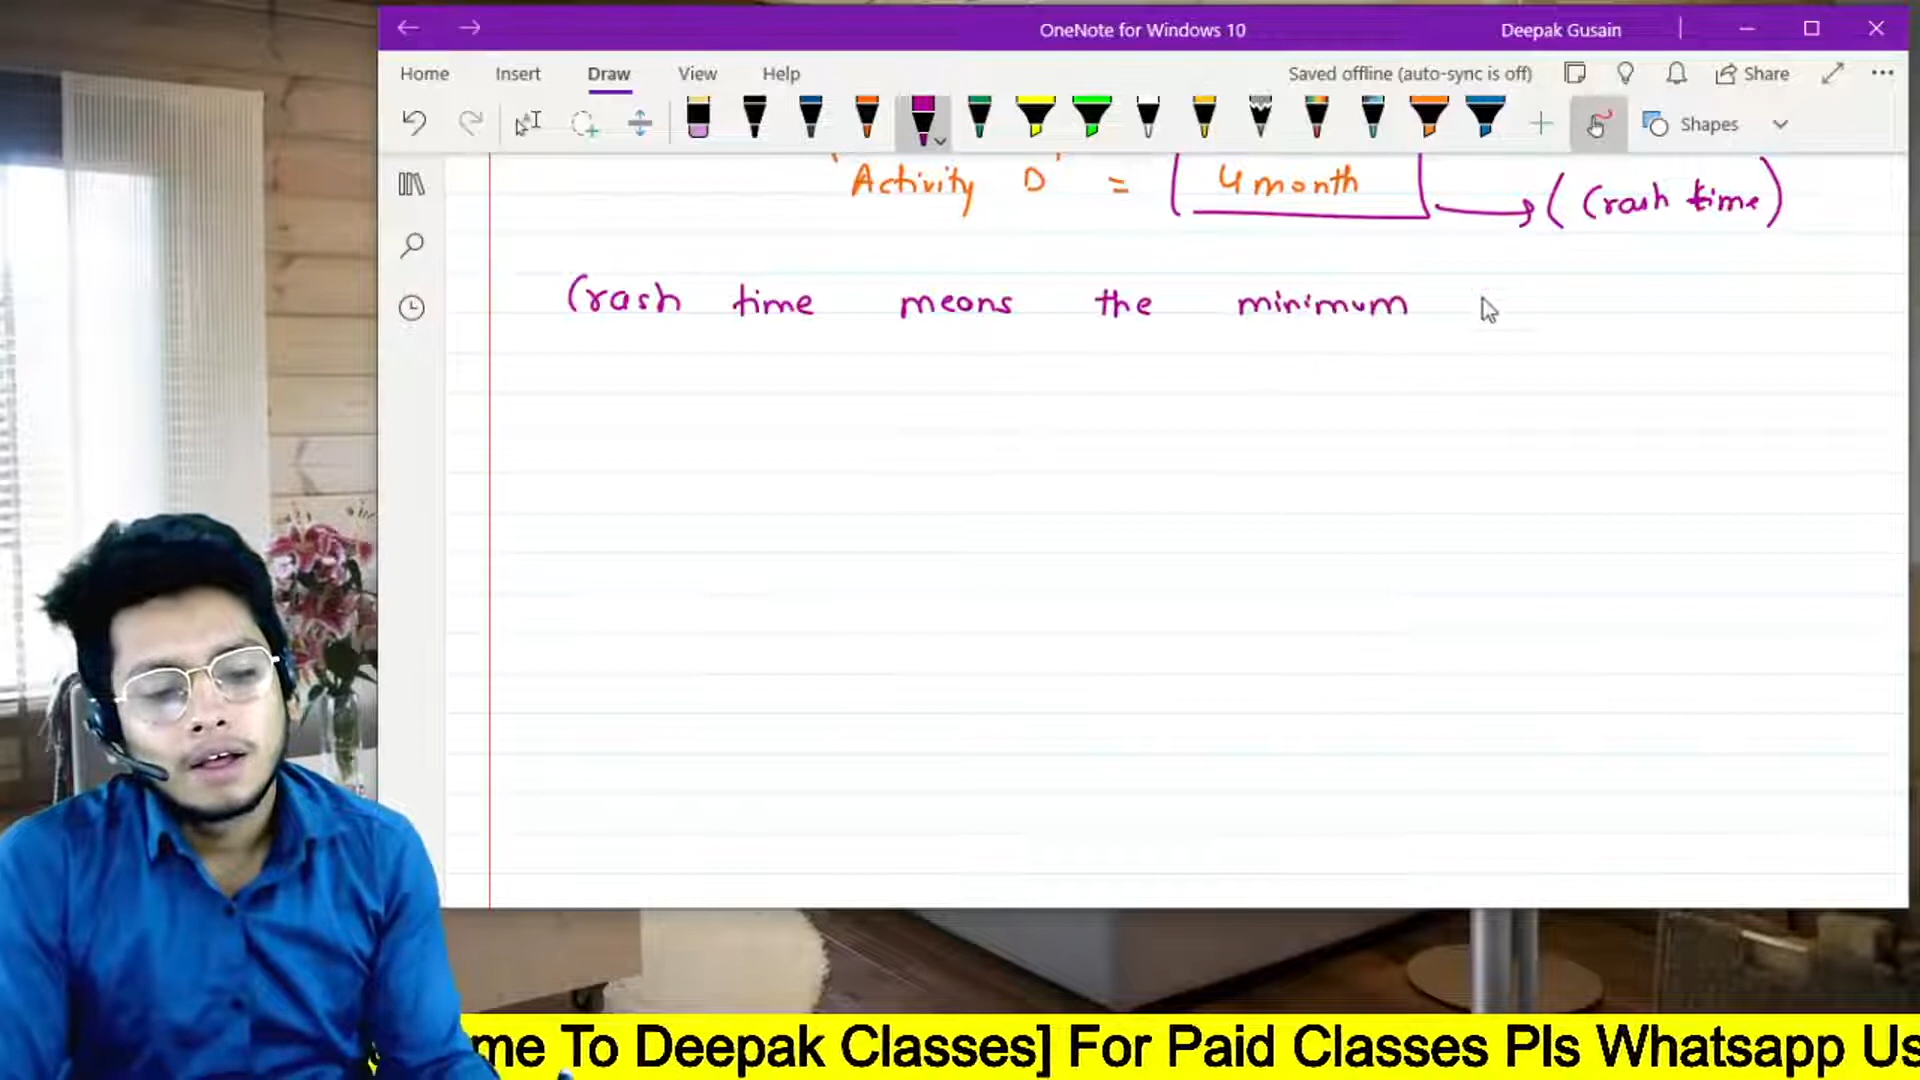 OneNote for Windows 10
Deepak Gusain
Home Insert Draw View Help
Saved offline (auto-sync is off)
Share
Shapes
Activity D = 4 month → (Crash time)
Crash time means the minimum
me To Deepak Classes] For Paid Classes Pls Whatsapp Us